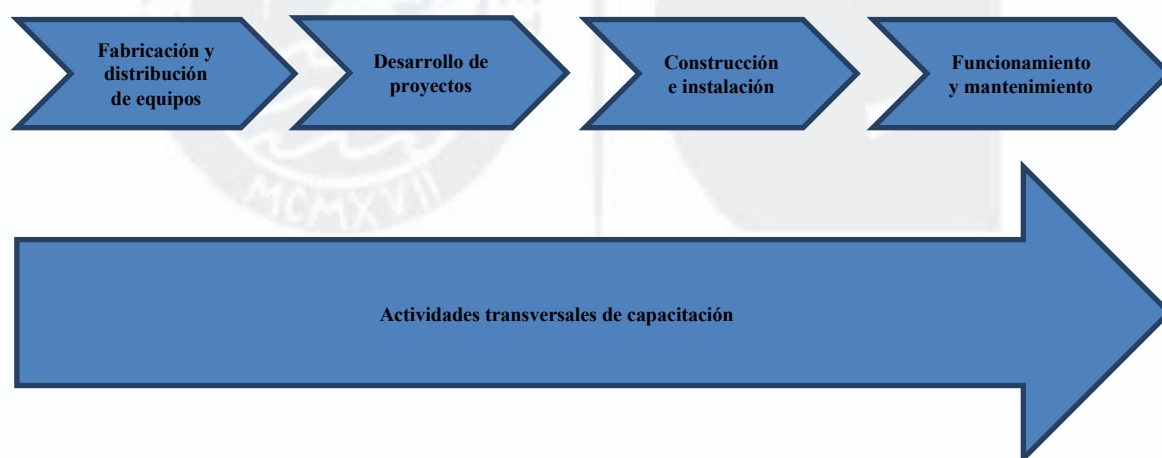 Fabricación y
distribución
de equipos
Desarrollo de
proyectos
Construcción
e instalación
Funcionamiento
y mantenimiento
MCMXVII
Actividades transversales de capacitación